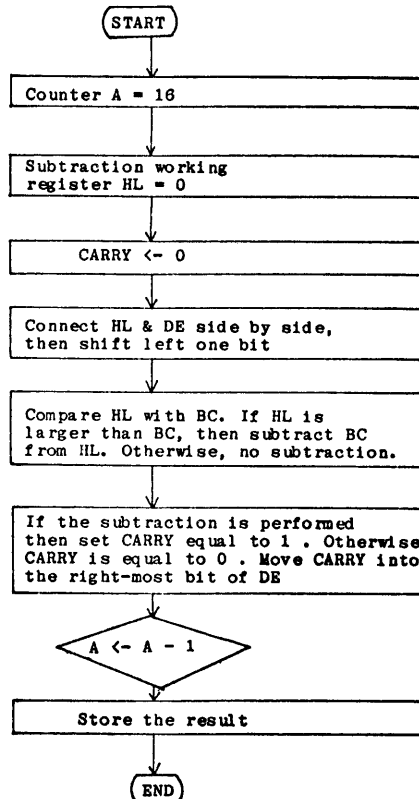 START
Counter A = 16
Subtraction working
register HL = 0
CARRY <- 0
Connect HL & DE side by side,
then shift left one bit
Compare HL with BC. If HL is
larger than BC, then subtract BC
from HL. Otherwise, no subtraction.
If the subtraction is performed
then set CARRY equal to 1 . Otherwise
CARRY is equal to 0 . Move CARRY into
the right-most bit of DE
A <- A - 1
Store the result
END